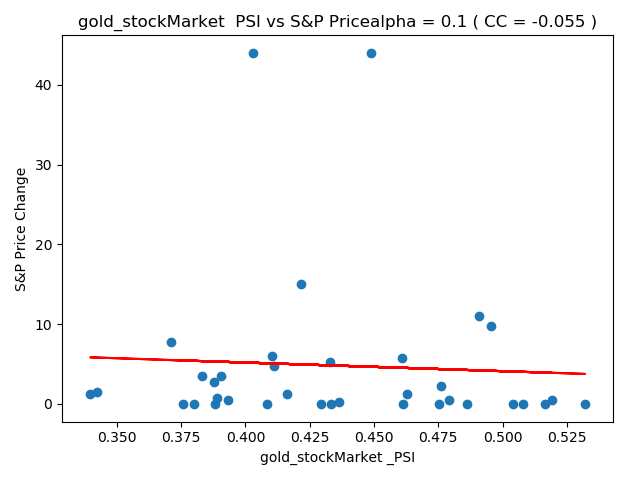 gold_stockMarket  PSI vs S&P Pricealpha = 0.1 ( CC = -0.055 )
S&P Price Change
40
30
20
10
0
0.350 0.375 0.400 0.425 0.450 0.475 0.500 0.525
gold_stockMarket _PSI